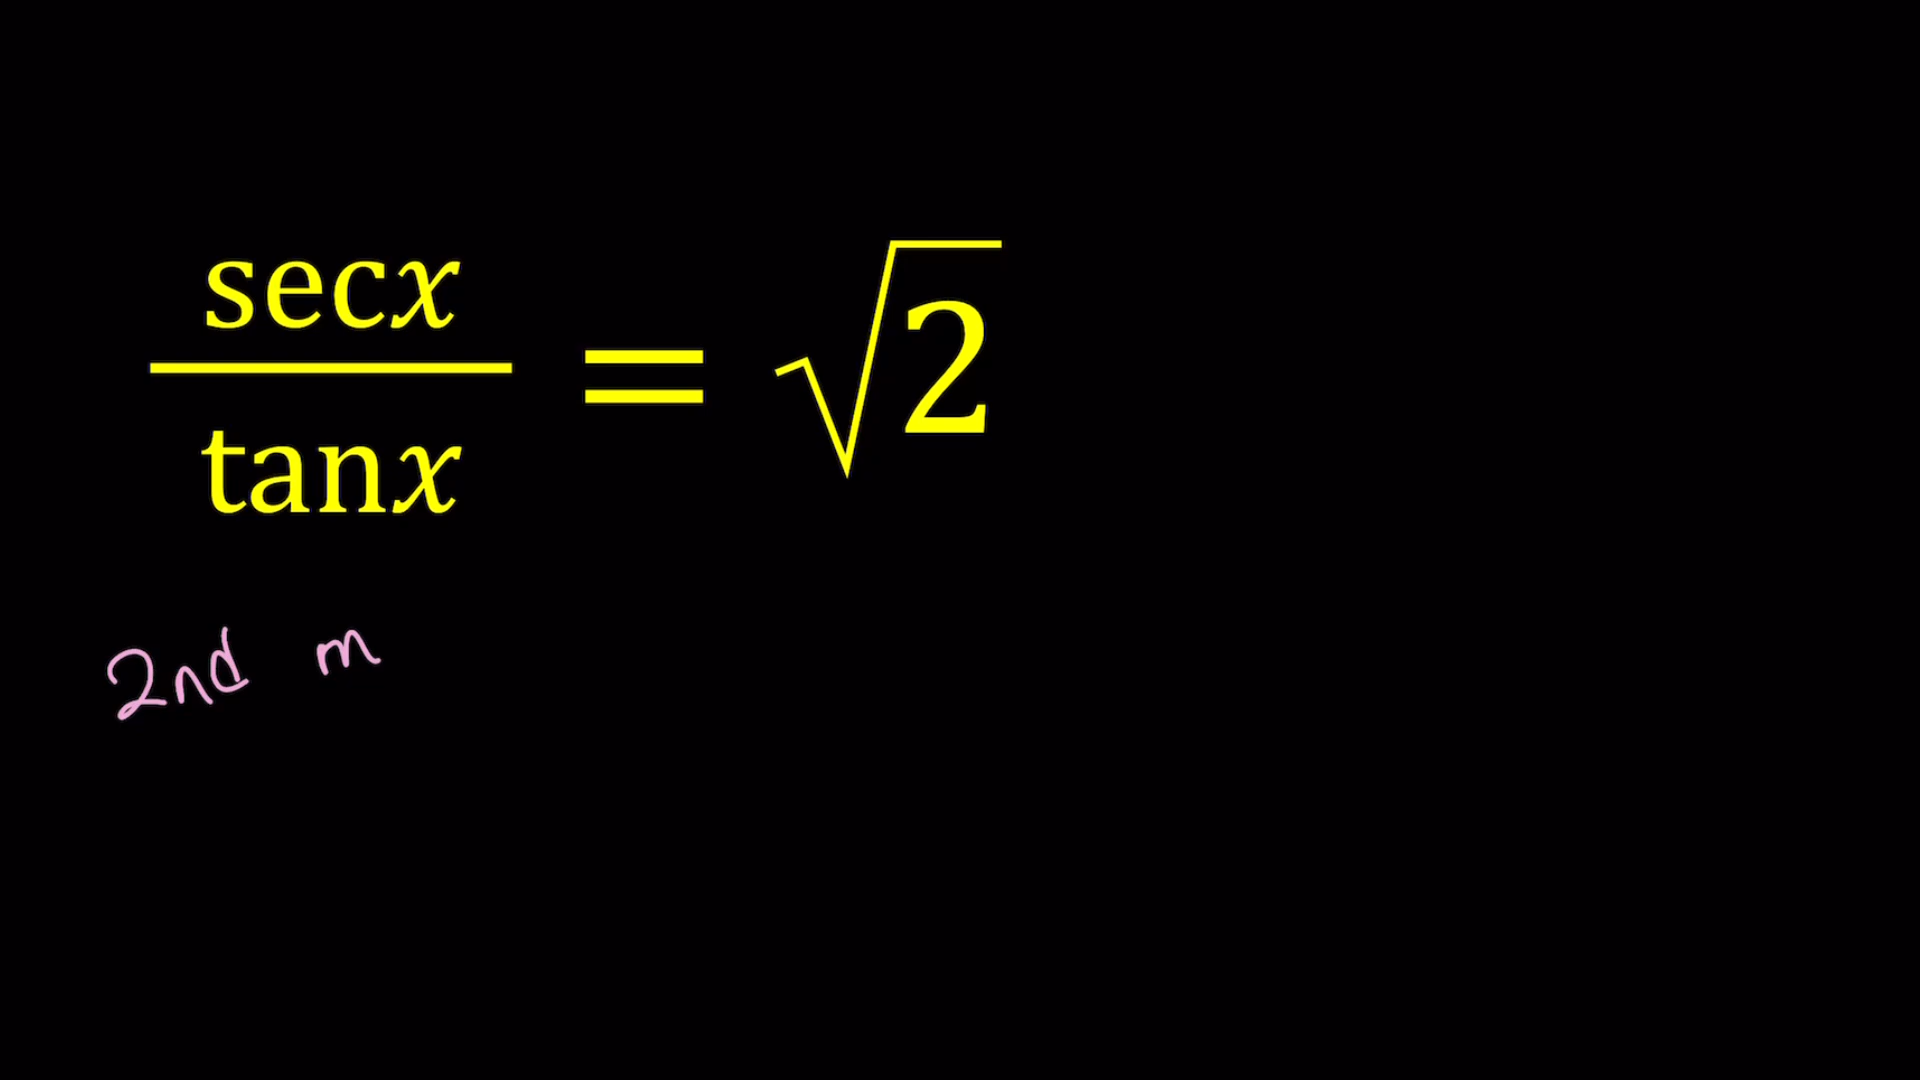 secx
tanx
= √2
2nd m